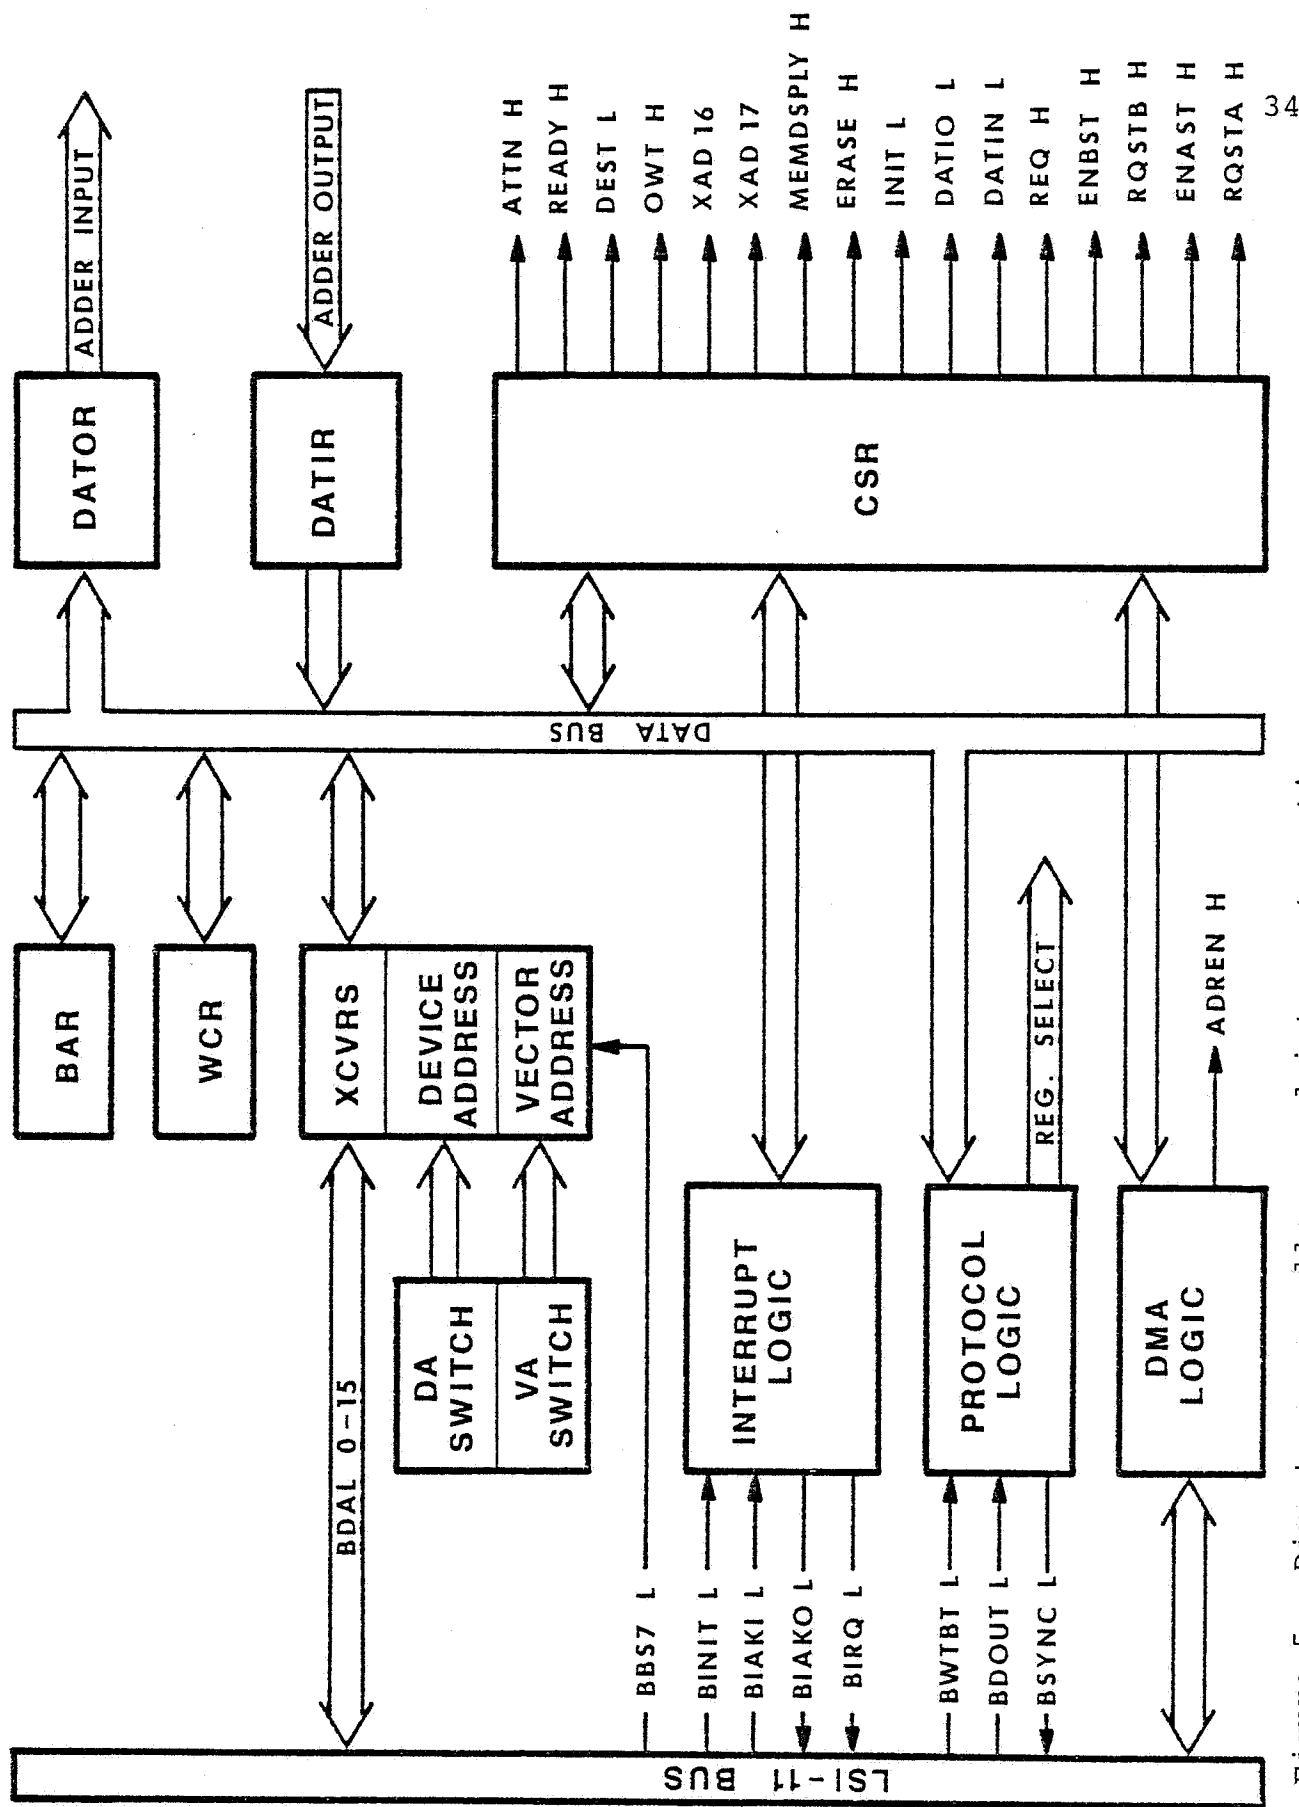 34
ADDER INPUT
ADDER OUTPUT
ATTN H
READY H
DEST L
OWT H
XAD 16
XAD 17
MEMDSPLY H
ERASE H
INIT L
DATIO L
DATIN L
REQ H
ENBST H
RQSTB H
ENAST H
RQSTA H
DATOR
DATIR
CSR
DATA BUS
BAR
WCR
XCVRS
DEVICE
ADDRESS
VECTOR
ADDRESS
REG. SELECT
ADREN H
BDAL 0-15
DA
SWITCH
VA
SWITCH
INTERRUPT
LOGIC
PROTOCOL
LOGIC
DMA
LOGIC
BBS7 L
BINIT L
BIAKI L
BIAKO L
BIRQ L
BWTBT L
BDOUT L
BSYNC L
LSI-11 BUS